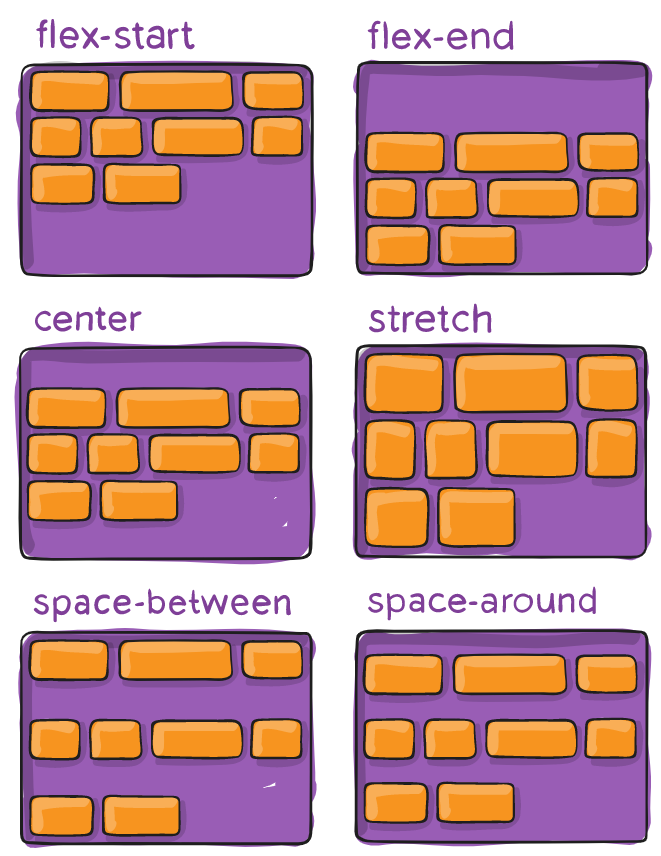 flex-start
flex-end
center
stretch
space-between
space-around